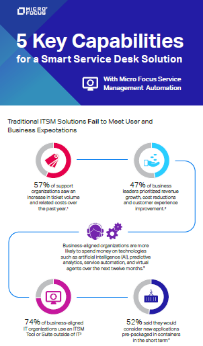 MICRO
FOCUS
5 Key Capabilities
for a Smart Service Desk Solution
With Micro Focus Service
Management Automation
Traditional ITSM Solutions Fail to Meet User and
Business Expectations
57% of support
organizations saw an
increase in ticket volume
and related costs over
the past year.¹
47% of business
leaders prioritized revenue
growth, cost reductions
and customer experience
improvement.²
Business-aligned organizations are more
likely to spend money on technologies
such as artificial intelligence (AI), predictive
analytics, service automation, and virtual
agents over the next twelve months.
74% of business-aligned
IT organizations use an ITSM
Tool or Suite outside of IT
52% said they would
consider new applications
pre-packaged in containers
in the short term